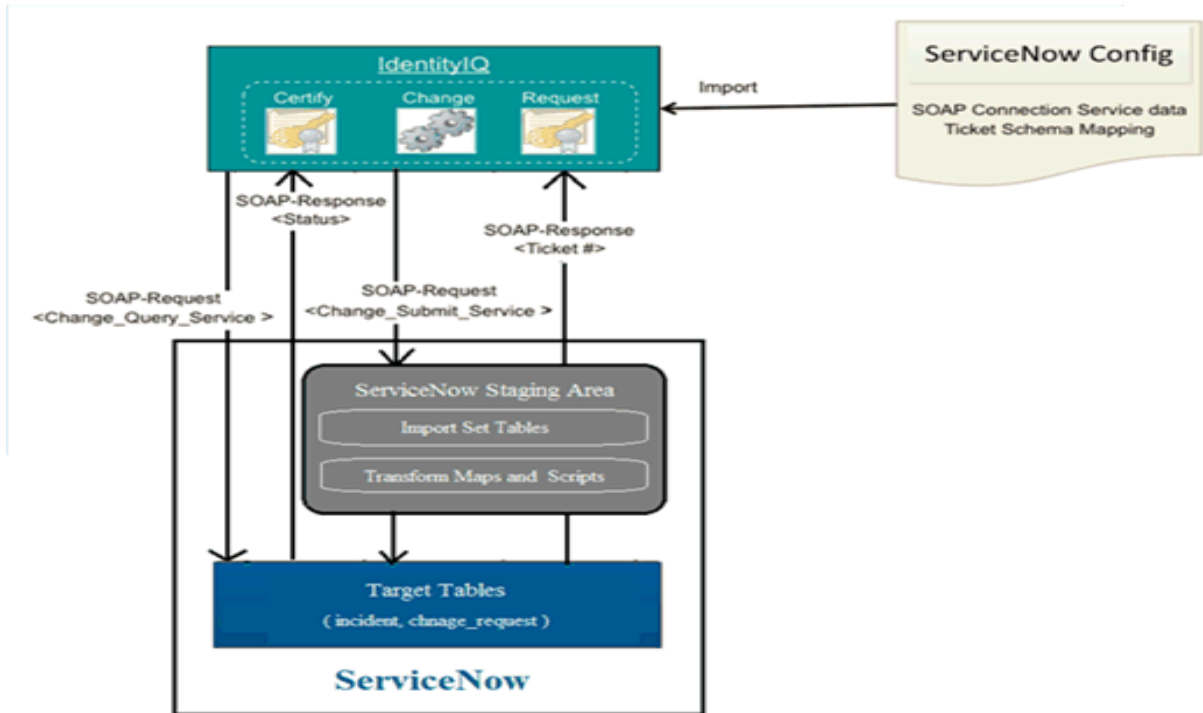 IdentityIQ
Certify
Change
Request
Import
ServiceNow Config
SOAP Connection Service data
Ticket Schema Mapping
SOAP-Response
<Status>
SOAP-Response
<Ticket #>
SOAP-Request
<Change_Query_Service >
SOAP-Request
<Change_Submit_Service >
ServiceNow Staging Area
Import Set Tables
Transform Maps and Scripts
Target Tables
( incident, chnage_request )
ServiceNow